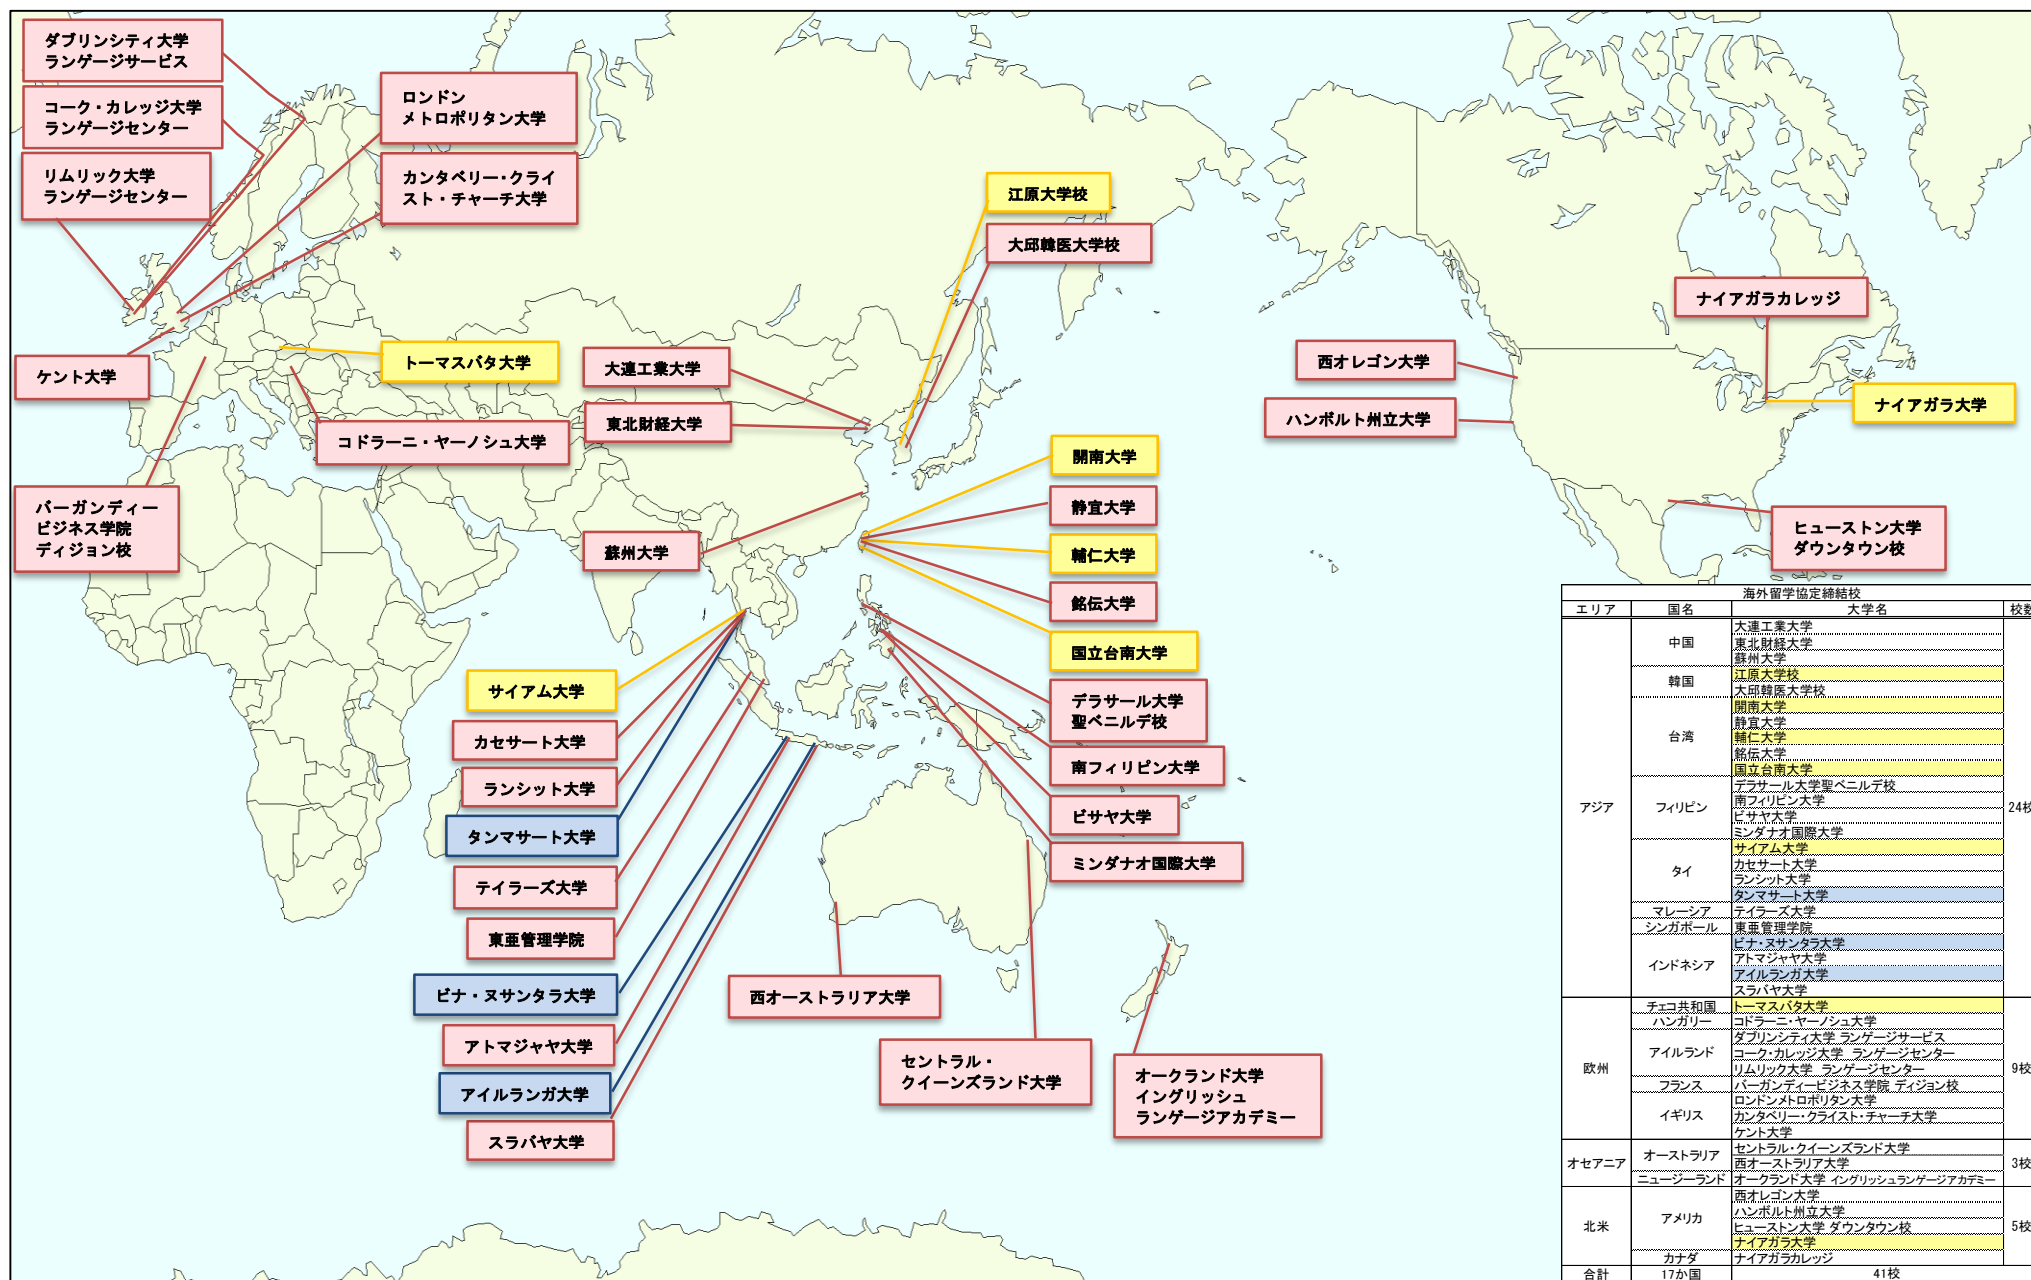 ダブリンシティ大学
ランゲージサービス
コーク・カレッジ大学
ランゲージセンター
リムリック大学
ランゲージセンター
ロンドン
メトロポリタン大学
カンタベリー・クライ
スト・チャーチ大学
江原大学校
大邱韓医大学校
ナイアガラカレッジ
ケント大学
トーマスバタ大学
大連工業大学
西オレゴン大学
ナイアガラ大学
東北財経大学
ハンボルト州立大学
コドラーニ・ヤーノシュ大学
開南大学
バーガンディー
ビジネス学院
ディジョン校
静宜大学
蘇州大学
輔仁大学
ヒューストン大学
ダウンタウン校
銘伝大学
国立台南大学
サイアム大学
デラサール大学
聖ベニルデ校
カセサート大学
南フィリピン大学
ランシット大学
ビサヤ大学
タンマサート大学
ミンダナオ国際大学
テイラーズ大学
東亜管理学院
ビナ・ヌサンタラ大学
西オーストラリア大学
アトマジャヤ大学
セントラル・
クイーンズランド大学
オークランド大学
イングリッシュ
ランゲージアカデミー
アイルランガ大学
スラバヤ大学
海外留学協定締結校
エリア 国名 大学名 校数
アジア 中国 大連工業大学 24校
東北財経大学
蘇州大学
韓国 江原大学校
大邱韓医大学校
台湾 開南大学
静宜大学
輔仁大学
銘伝大学
国立台南大学
フィリピン デラサール大学聖ベニルデ校
南フィリピン大学
ビサヤ大学
ミンダナオ国際大学
タイ サイアム大学
カセサート大学
ランシット大学
タンマサート大学
マレーシア テイラーズ大学
シンガポール 東亜管理学院
インドネシア ビナ・ヌサンタラ大学
アトマジャヤ大学
アイルランガ大学
スラバヤ大学
欧州 チェコ共和国 トーマスバタ大学 9校
ハンガリー コドラーニ・ヤーノシュ大学
アイルランド ダブリンシティ大学 ランゲージサービス
コーク・カレッジ大学 ランゲージセンター
リムリック大学 ランゲージセンター
フランス バーガンディービジネス学院 ディジョン校
イギリス ロンドンメトロポリタン大学
カンタベリー・クライスト・チャーチ大学
ケント大学
オセアニア オーストラリア セントラル・クイーンズランド大学 3校
西オーストラリア大学
ニュージーランド オークランド大学 イングリッシュランゲージアカデミー
北米 アメリカ 西オレゴン大学 5校
ハンボルト州立大学
ヒューストン大学 ダウンタウン校
ナイアガラ大学
カナダ ナイアガラカレッジ
合計 17か国 41校